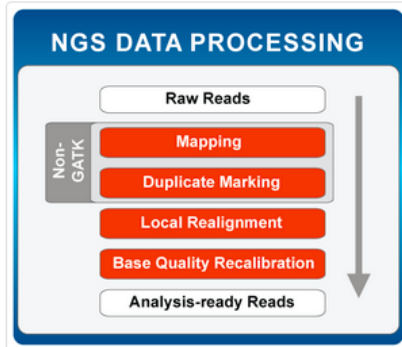 NGS DATA PROCESSING
Raw Reads
Non-
GATK
Mapping
Duplicate Marking
Local Realignment
Base Quality Recalibration
Analysis-ready Reads